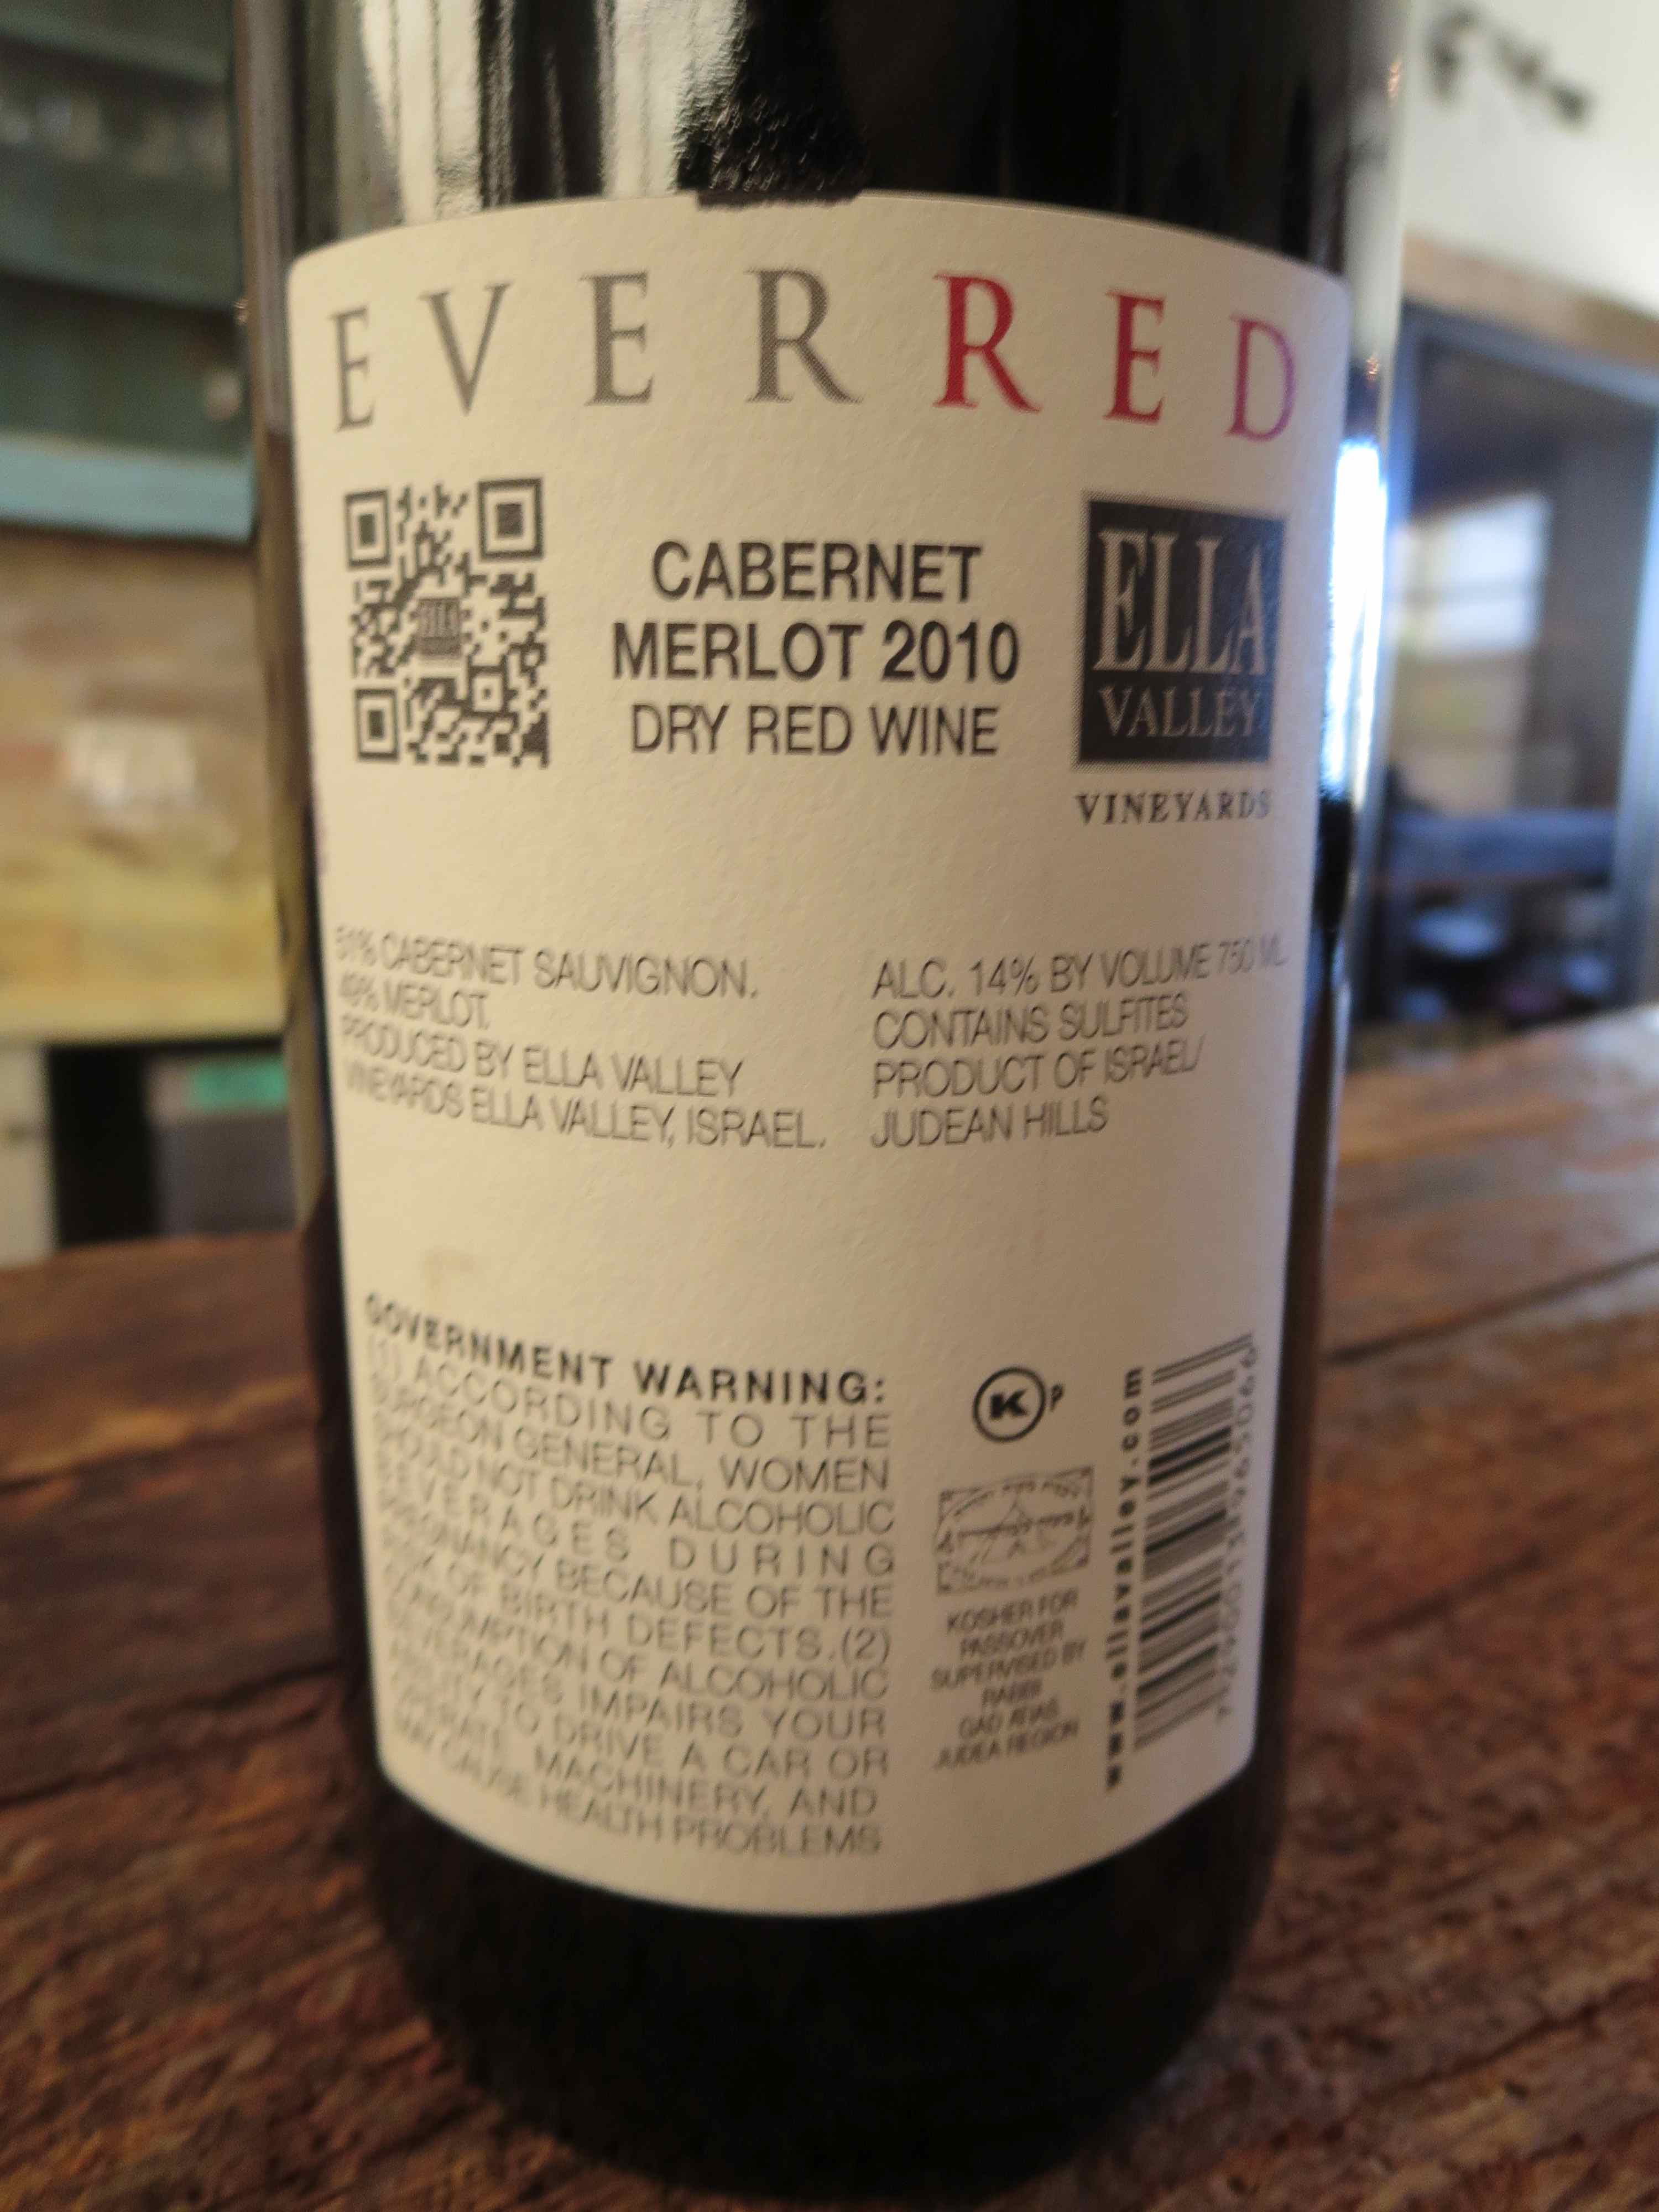 EVERRED
CABERNET
MERLOT 2010
DRY RED WINE
ELLA
VALLEY
VINEYARDS
51% CABERNET SAUVIGNON.
49% MERLOT.
PRODUCED BY ELLA VALLEY
VINEYARDS ELLA VALLEY, ISRAEL.
ALC. 14% BY VOLUME 750 ML
CONTAINS SULFITES
PRODUCT OF ISRAEL/
JUDEAN HILLS
GOVERNMENT WARNING:
(1) ACCORDING TO THE
SURGEON GENERAL, WOMEN
SHOULD NOT DRINK ALCOHOLIC
BEVERAGES DURING
PREGNANCY BECAUSE OF THE
RISK OF BIRTH DEFECTS.(2)
CONSUMPTION OF ALCOHOLIC
BEVERAGES IMPAIRS YOUR
ABILITY TO DRIVE A CAR OR
OPERATE MACHINERY, AND
MAY CAUSE HEALTH PROBLEMS
K P
KOSHER FOR
PASSOVER
SUPERVISED BY
RABBI
GAD ATIAS
JUDEA REGION
www.ellavalley.com